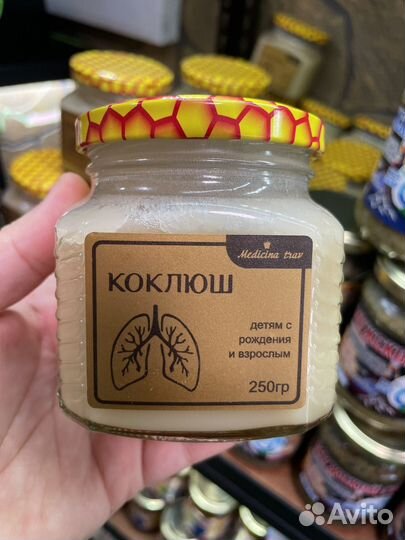 Medicina trav
КОКЛЮШ
детям с
рождения
и взрослым
250гр
Avito